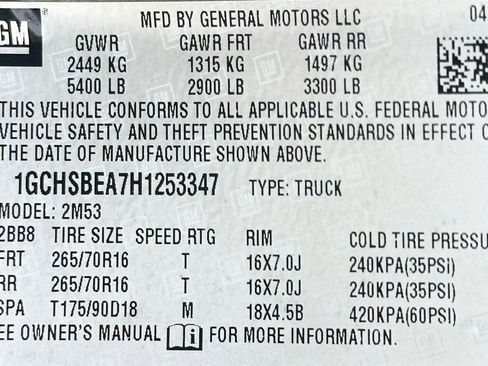 GM
MFD BY GENERAL MOTORS LLC 04
GVWR GAWR FRT GAWR RR
2449 KG 1315 KG 1497 KG
5400 LB 2900 LB 3300 LB
THIS VEHICLE CONFORMS TO ALL APPLICABLE U.S. FEDERAL MOTO
VEHICLE SAFETY AND THEFT PREVENTION STANDARDS IN EFFECT O
THE DATE OF MANUFACTURE SHOWN ABOVE.
1GCHSBEA7H1253347 TYPE: TRUCK
MODEL: 2M53
2BB8 TIRE SIZE SPEED RTG RIM COLD TIRE PRESSU
FRT 265/70R16 T 16X7.0J 240KPA(35PSI)
RR 265/70R16 T 16X7.0J 240KPA(35PSI)
SPA T175/90D18 M 18X4.5B 420KPA(60PSI)
EE OWNER'S MANUAL FOR MORE INFORMATION.